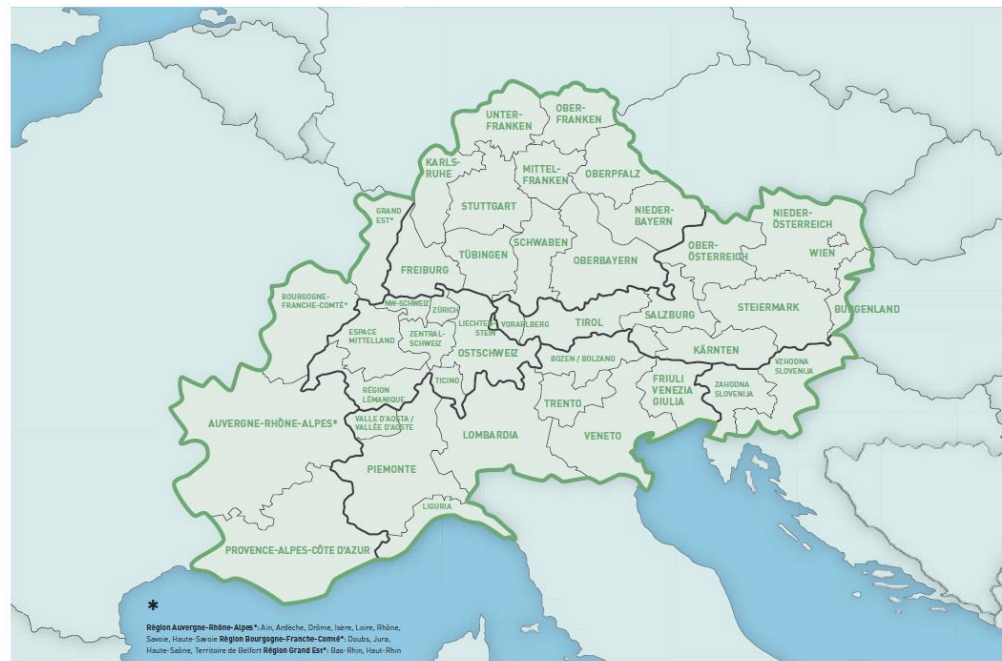 UNTER-
FRANKEN
OBER-
FRANKEN
KARLS-
RUHE
MITTEL-
FRANKEN
OBERPFALZ
GRAND
EST*
STUTTGART
NIEDER-
BAYERN
NIEDER-
ÖSTERREICH
TÜBINGEN
SCHWABEN
OBERBAYERN
OBER-
ÖSTERREICH
WIEN
FREIBURG
BOURGOGNE-
FRANCHE-COMTÉ*
NW-SCHWEIZ
ZÜRICH
STEIERMARK
BURGENLAND
LIECHTEN-
STEIN
VORARLBERG
TIROL
SALZBURG
ESPACE
MITTELLAND
ZENTRAL-
SCHWEIZ
OSTSCHWEIZ
KÄRNTEN
BOZEN / BOLZANO
VZHODNA
SLOVENIJA
RÉGION
LÉMANIQUE
TICINO
FRIULI
VENEZIA
GIULIA
ZAHODNA
SLOVENIJA
TRENTO
AUVERGNE-RHÔNE-ALPES*
VALLE D'AOSTA /
VALLÉE D'AOSTE
LOMBARDIA
VENETO
PIEMONTE
LIGURIA
PROVENCE-ALPES-CÔTE D'AZUR
*
Région Auvergne-Rhône-Alpes*: Ain, Ardèche, Drôme, Isère, Loire, Rhône,
Savoie, Haute-Savoie Région Bourgogne-Franche-Comté*: Doubs, Jura,
Haute-Saône, Territoire de Belfort Région Grand Est*: Bas-Rhin, Haut-Rhin